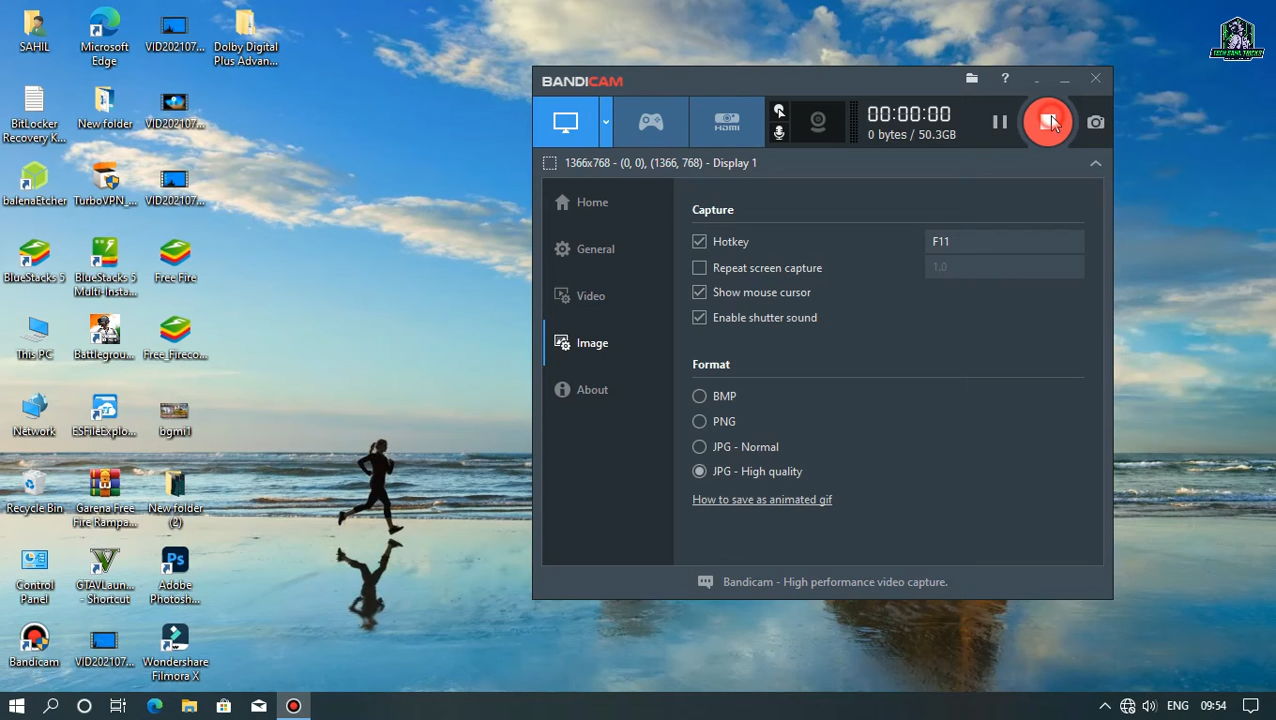 SAHIL
Microsoft
Edge
VID202107...
Dolby Digital
Plus Advan...
BitLocker
Recovery K...
New folder
VID202107...
balenaEtcher
TurboVPN_...
VID202107...
BlueStacks 5
BlueStacks 5
Multi-Insta...
Free Fire
This PC
Battlegrou...
Free_Fireco...
Network
ESFileExplo...
bgmi1
Recycle Bin
Garena Free
Fire Rampa...
New folder
(2)
Control
Panel
GTAVLaun...
- Shortcut
Adobe
Photosh...
Bandicam
VID202107...
Wondershare
Filmora X
BANDICAM
?
HDMI
00:00:00
0 bytes / 50.3GB
1366x768 - (0, 0), (1366, 768) - Display 1
Home
General
Video
Image
About
Capture
Hotkey
F11
Repeat screen capture
1.0
Show mouse cursor
Enable shutter sound
Format
BMP
PNG
JPG - Normal
JPG - High quality
How to save as animated gif
Bandicam - High performance video capture.
ENG
09:54